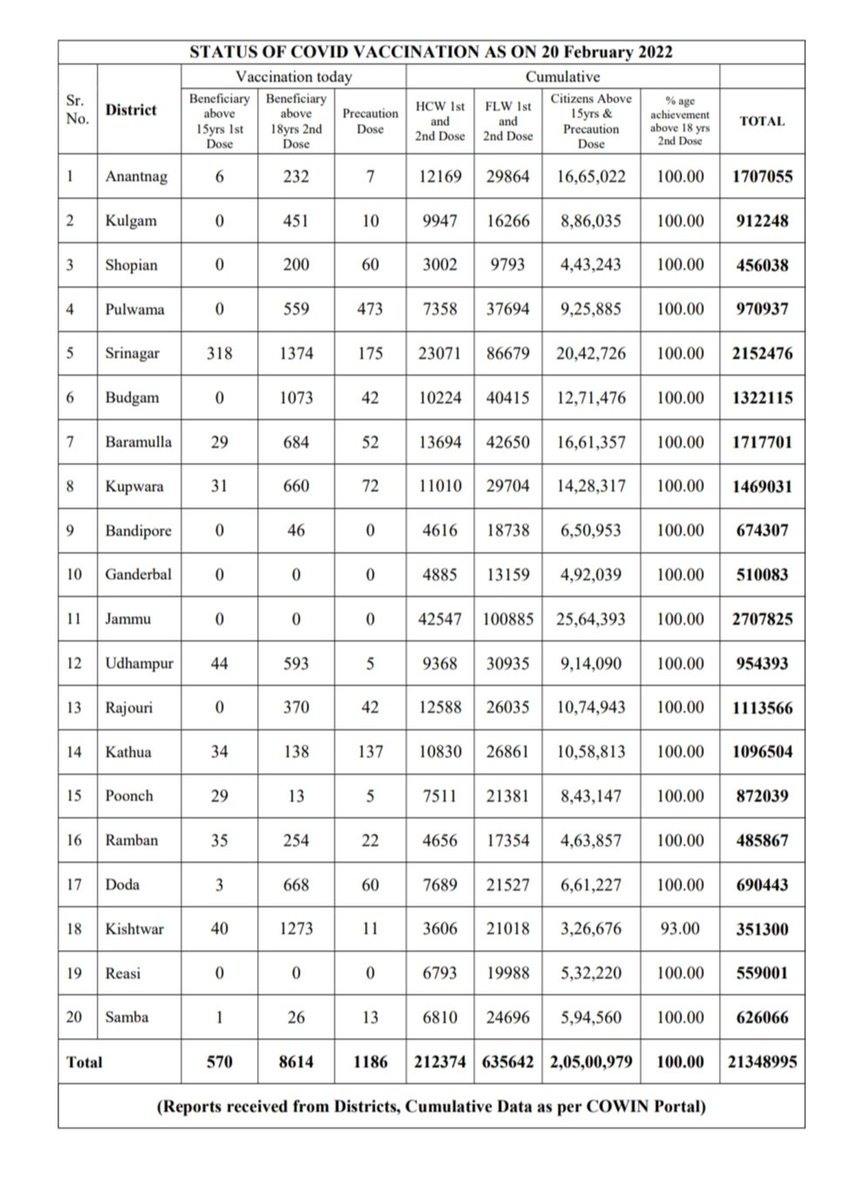 STATUS OF COVID VACCINATION AS ON 20 February 2022
Sr. No. District Vaccination today Cumulative
Beneficiary above 15yrs 1st Dose Beneficiary above 18yrs 2nd Dose Precaution Dose HCW 1st and 2nd Dose FLW 1st and 2nd Dose Citizens Above 15yrs & Precaution Dose % age achievement above 18 yrs 2nd Dose TOTAL
1 Anantnag 6 232 7 12169 29864 16,65,022 100.00 1707055
2 Kulgam 0 451 10 9947 16266 8,86,035 100.00 912248
3 Shopian 0 200 60 3002 9793 4,43,243 100.00 456038
4 Pulwama 0 559 473 7358 37694 9,25,885 100.00 970937
5 Srinagar 318 1374 175 23071 86679 20,42,726 100.00 2152476
6 Budgam 0 1073 42 10224 40415 12,71,476 100.00 1322115
7 Baramulla 29 684 52 13694 42650 16,61,357 100.00 1717701
8 Kupwara 31 660 72 11010 29704 14,28,317 100.00 1469031
9 Bandipore 0 46 0 4616 18738 6,50,953 100.00 674307
10 Ganderbal 0 0 0 4885 13159 4,92,039 100.00 510083
11 Jammu 0 0 0 42547 100885 25,64,393 100.00 2707825
12 Udhampur 44 593 5 9368 30935 9,14,090 100.00 954393
13 Rajouri 0 370 42 12588 26035 10,74,943 100.00 1113566
14 Kathua 34 138 137 10830 26861 10,58,813 100.00 1096504
15 Poonch 29 13 5 7511 21381 8,43,147 100.00 872039
16 Ramban 35 254 22 4656 17354 4,63,857 100.00 485867
17 Doda 3 668 60 7689 21527 6,61,227 100.00 690443
18 Kishtwar 40 1273 11 3606 21018 3,26,676 93.00 351300
19 Reasi 0 0 0 6793 19988 5,32,220 100.00 559001
20 Samba 1 26 13 6810 24696 5,94,560 100.00 626066
Total 570 8614 1186 212374 635642 2,05,00,979 100.00 21348995
(Reports received from Districts, Cumulative Data as per COWIN Portal)